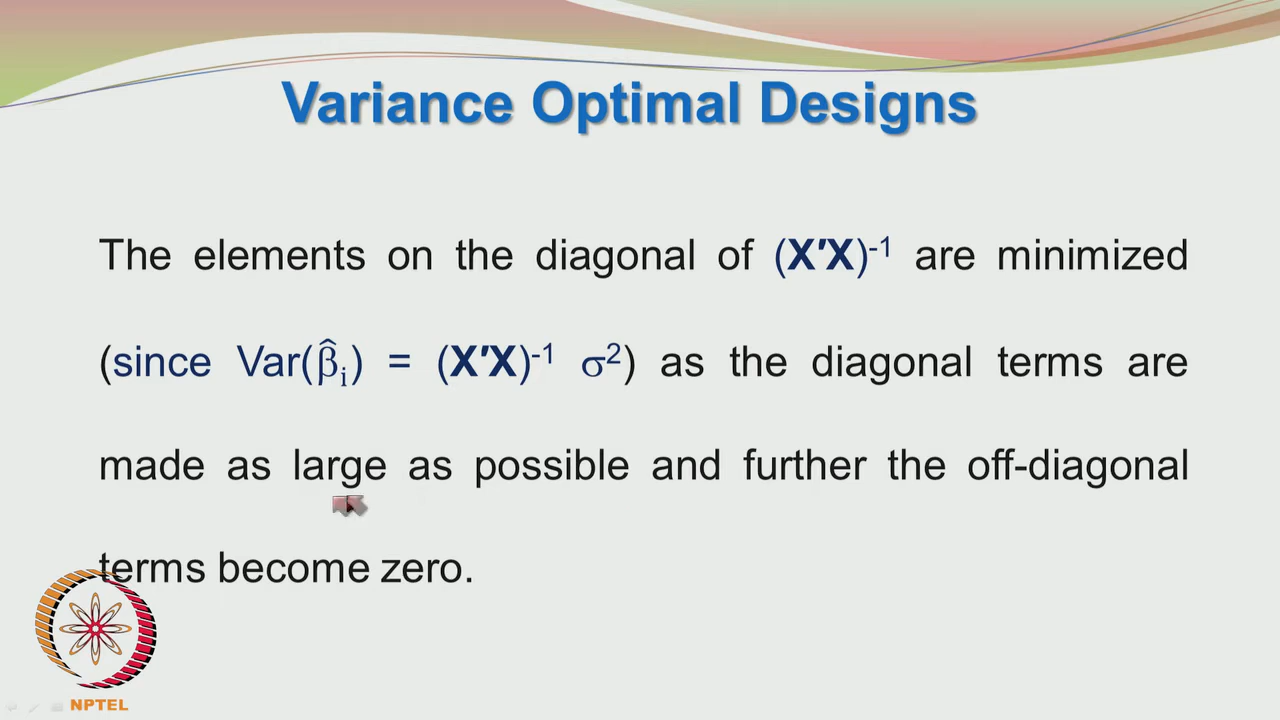 Variance Optimal Designs
The elements on the diagonal of (X′X)⁻¹ are minimized
(since Var(β̂ᵢ) = (X′X)⁻¹ σ²) as the diagonal terms are
made as large as possible and further the off-diagonal
terms become zero.
NPTEL